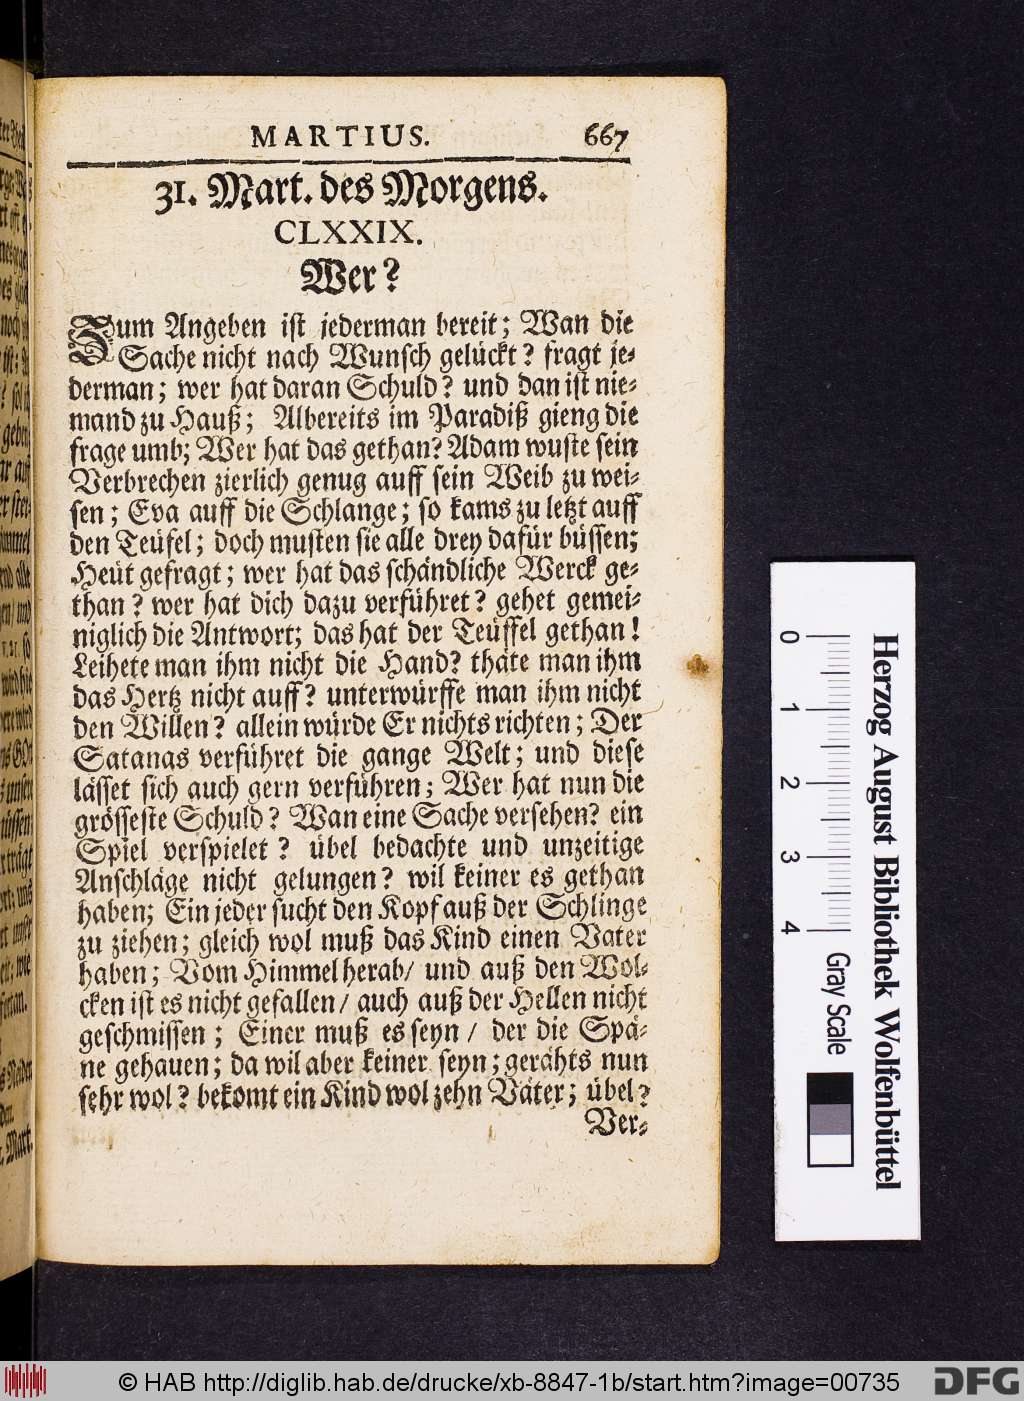 MARTIUS. 667
31. Mart. des Morgens.
CLXXIX.
Wer?
Zum Angeben ist jederman bereit; Wan die
Sache nicht nach Wunsch gelückt? fragt je-
derman; wer hat daran Schuld? und dan ist nie-
mand zu Hauß; Albereits im Paradiß gieng die
frage umb; Wer hat das gethan? Adam wuste sein
Verbrechen zierlich genug auff sein Weib zu wei-
sen; Eva auff die Schlange; so kams zu letzt auff
den Teüfel; doch musten sie alle drey dafür büssen;
Heüt gefragt; wer hat das schändliche Werck ge-
than? wer hat dich dazu verführet? gehet gemei-
niglich die Antwort; das hat der Teüffel gethan!
Leihete man ihm nicht die Hand? thäte man ihm
das Hertz nicht auff? unterwürffe man ihm nicht
den Willen? allein würde Er nichts richten; Der
Satanas verführet die gange Welt; und diese
lässet sich auch gern verführen; Wer hat nun die
grösseste Schuld? Wan eine Sache versehen? ein
Spiel verspielet? übel bedachte und unzeitige
Anschläge nicht gelungen? wil keiner es gethan
haben; Ein jeder sucht den Kopf auß der Schlinge
zu ziehen; gleich wol muß das Kind einen Vater
haben; Vom Himmel herab/ und auß den Wol-
cken ist es nicht gefallen/ auch auß der Hellen nicht
geschmissen; Einer muß es seyn/ der die Spä-
ne gehauen; da wil aber keiner seyn; gerähts nun
sehr wol? bekomt ein Kind wol zehn Väter; übel?
Ver-
Herzog August Bibliothek Wolfenbüttel
0 1 2 3 4
Gray Scale
© HAB http://diglib.hab.de/drucke/xb-8847-1b/start.htm?image=00735
DFG